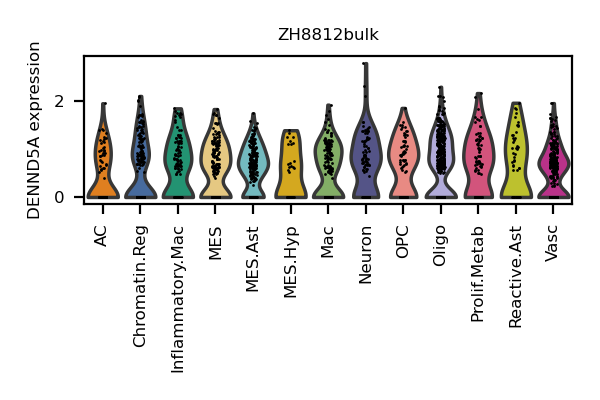 ZH8812bulk
DENND5A expression
2
0
AC
Chromatin.Reg
Inflammatory.Mac
MES
MES.Ast
MES.Hyp
Mac
Neuron
OPC
Oligo
Prolif.Metab
Reactive.Ast
Vasc